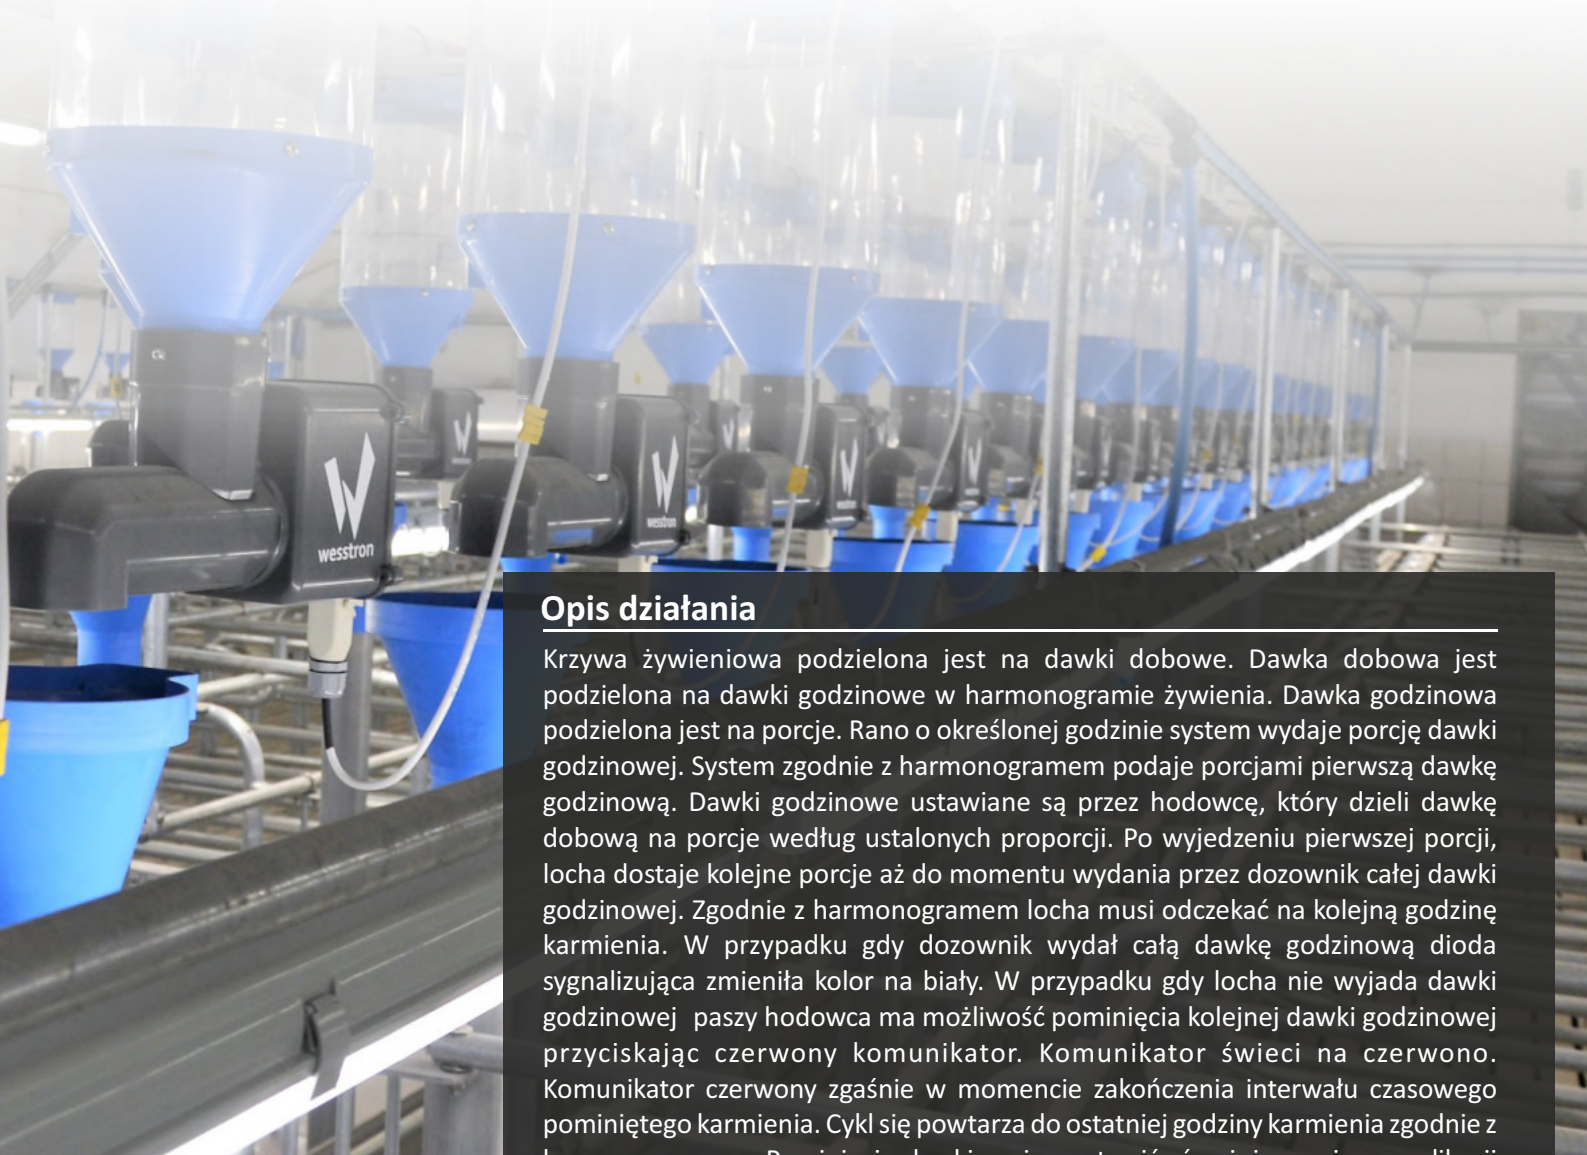 wesstron
wesstron
Opis działania
Krzywa żywieniowa podzielona jest na dawki dobowe. Dawka dobowa jest
podzielona na dawki godzinowe w harmonogramie żywienia. Dawka godzinowa
podzielona jest na porcje. Rano o określonej godzinie system wydaje porcję dawki
godzinowej. System zgodnie z harmonogramem podaje porcjami pierwszą dawkę
godzinową. Dawki godzinowe ustawiane są przez hodowcę, który dzieli dawkę
dobową na porcje według ustalonych proporcji. Po wyjedzeniu pierwszej porcji,
locha dostaje kolejne porcje aż do momentu wydania przez dozownik całej dawki
godzinowej. Zgodnie z harmonogramem locha musi odczekać na kolejną godzinę
karmienia. W przypadku gdy dozownik wydał całą dawkę godzinową dioda
sygnalizująca zmieniła kolor na biały. W przypadku gdy locha nie wyjada dawki
godzinowej paszy hodowca ma możliwość pominięcia kolejnej dawki godzinowej
przyciskając czerwony komunikator. Komunikator świeci na czerwono.
Komunikator czerwony zgaśnie w momencie zakończenia interwału czasowego
pominiętego karmienia. Cykl się powtarza do ostatniej godziny karmienia zgodnie z